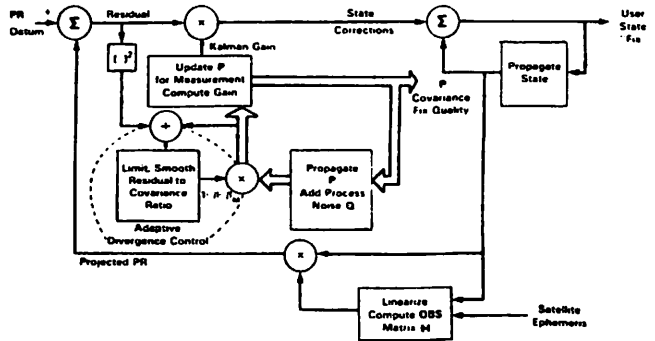 PR
Datum
+
Σ
Residual
×
State
Corrections
Σ
User
State
Fix
[ ]²
Kalman Gain
Update P
for Measurement
Compute Gain
Propagate
State
P
Covariance
Fix Quality
÷
Limit, Smooth
Residual to
Covariance
Ratio
×
Propagate
P
Add Process
Noise Q
Adaptive
Divergence Control
Projected PR
×
Linearize
Compute OBS
Matrix H
Satellite
Ephemeris